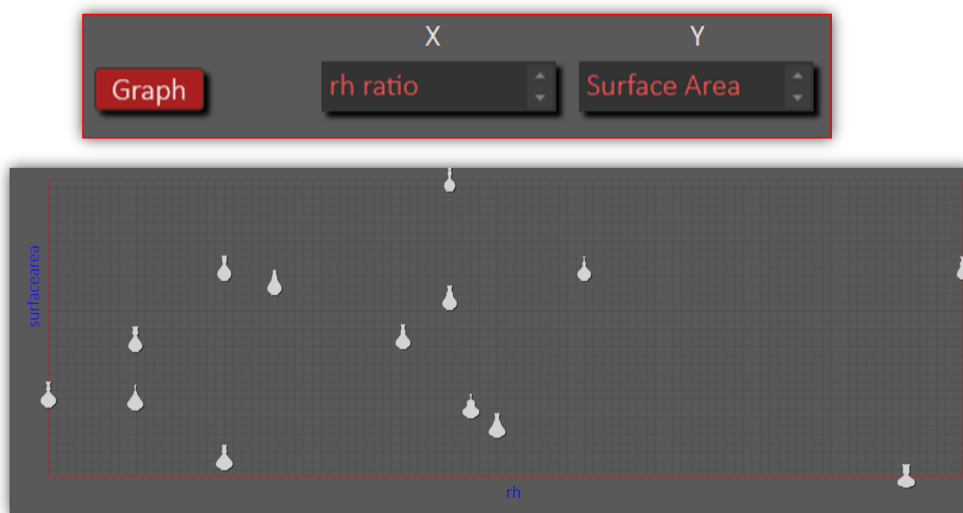 X
Y
Graph
rh ratio
Surface Area
surfacearea
rh